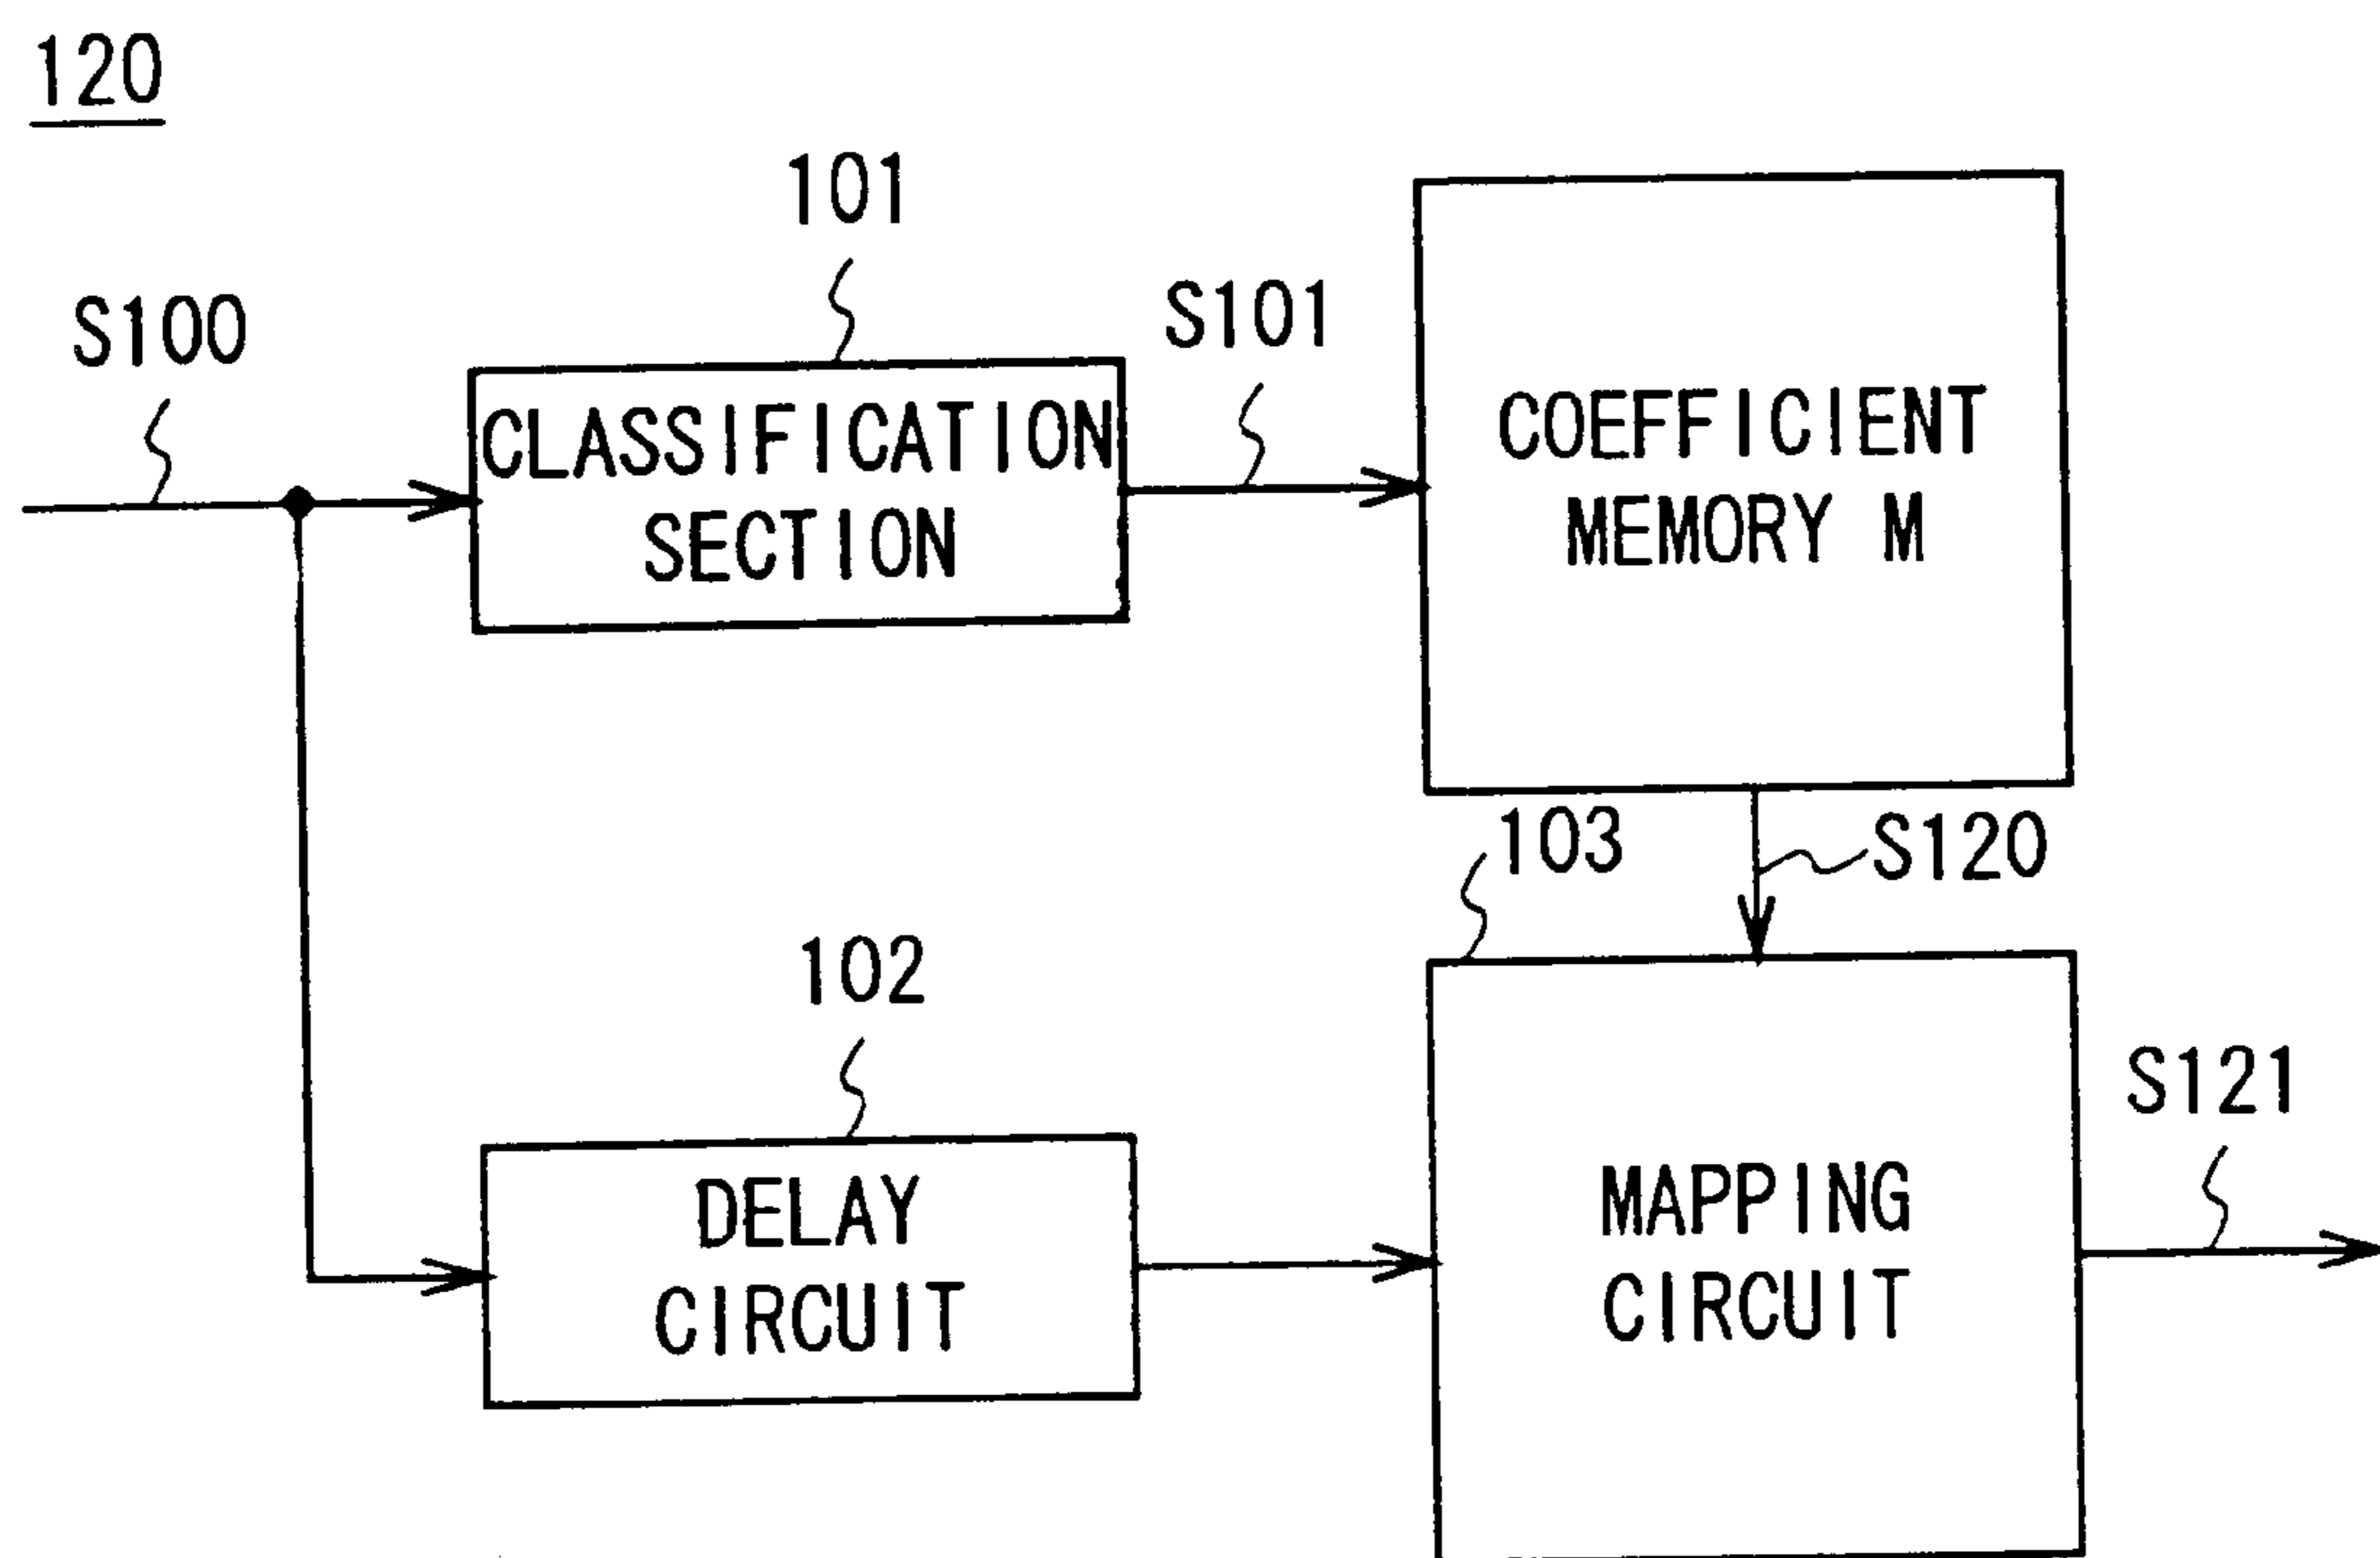 120
101
S100
S101
CLASSIFICATION
SECTION
COEFFICIENT
MEMORY M
103
S120
102
DELAY
CIRCUIT
MAPPING
CIRCUIT
S121